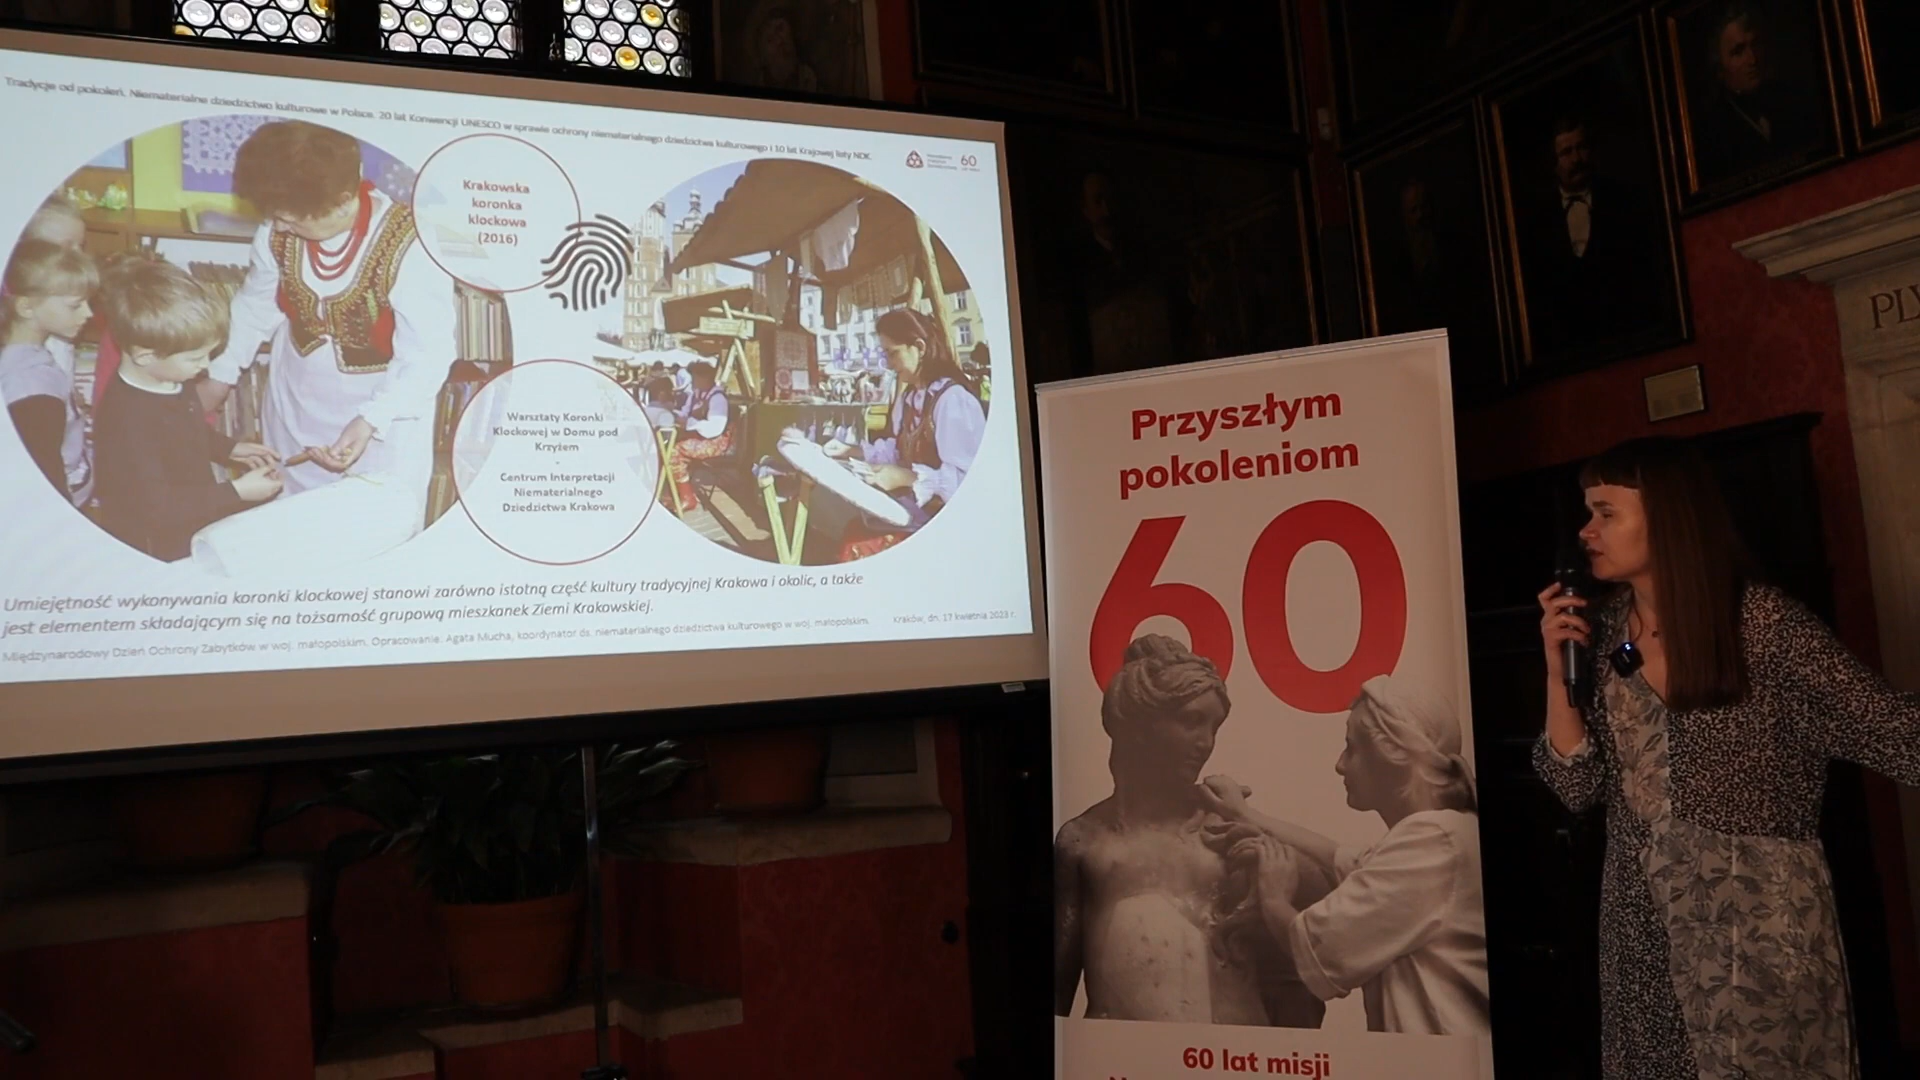 Tradycje od pokoleń. Niematerialne dziedzictwo kulturowe w Polsce. 20 lat Konwencji UNESCO w sprawie ochrony niematerialnego dziedzictwa kulturowego i 10 lat Krajowej listy NDK.
60
Krakowska
koronka
klockowa
(2016)
Warsztaty Koronki
Klockowej w Domu pod
Krzyżem
-
Centrum Interpretacji
Niematerialnego
Dziedzictwa Krakowa
Umiejętność wykonywania koronki klockowej stanowi zarówno istotną część kultury tradycyjnej Krakowa i okolic, a także
jest elementem składającym się na tożsamość grupową mieszkanek Ziemi Krakowskiej.
Międzynarodowy Dzień Ochrony Zabytków w woj. małopolskim. Opracowanie: Agata Mucha, koordynator ds. niematerialnego dziedzictwa kulturowego w woj. małopolskim.
Kraków, dn. 17 kwietnia 2023 r.
Przyszłym
pokoleniom
60
60 lat misji